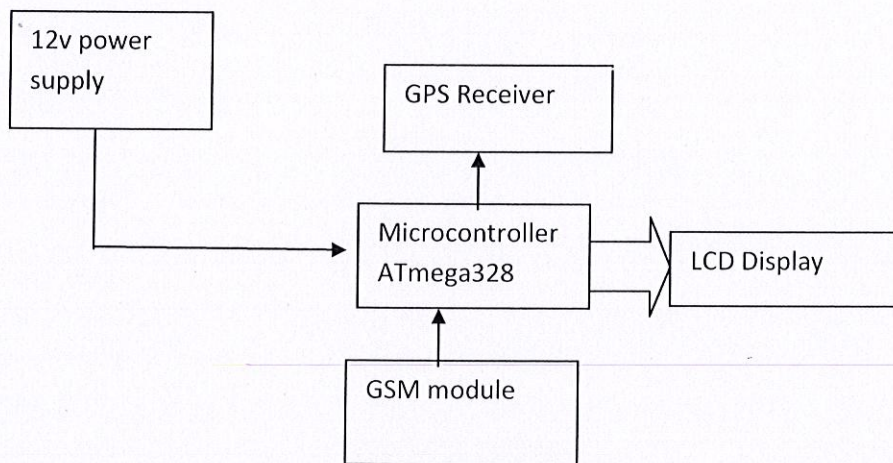 12v power
supply
GPS Receiver
Microcontroller
ATmega328
LCD Display
GSM module